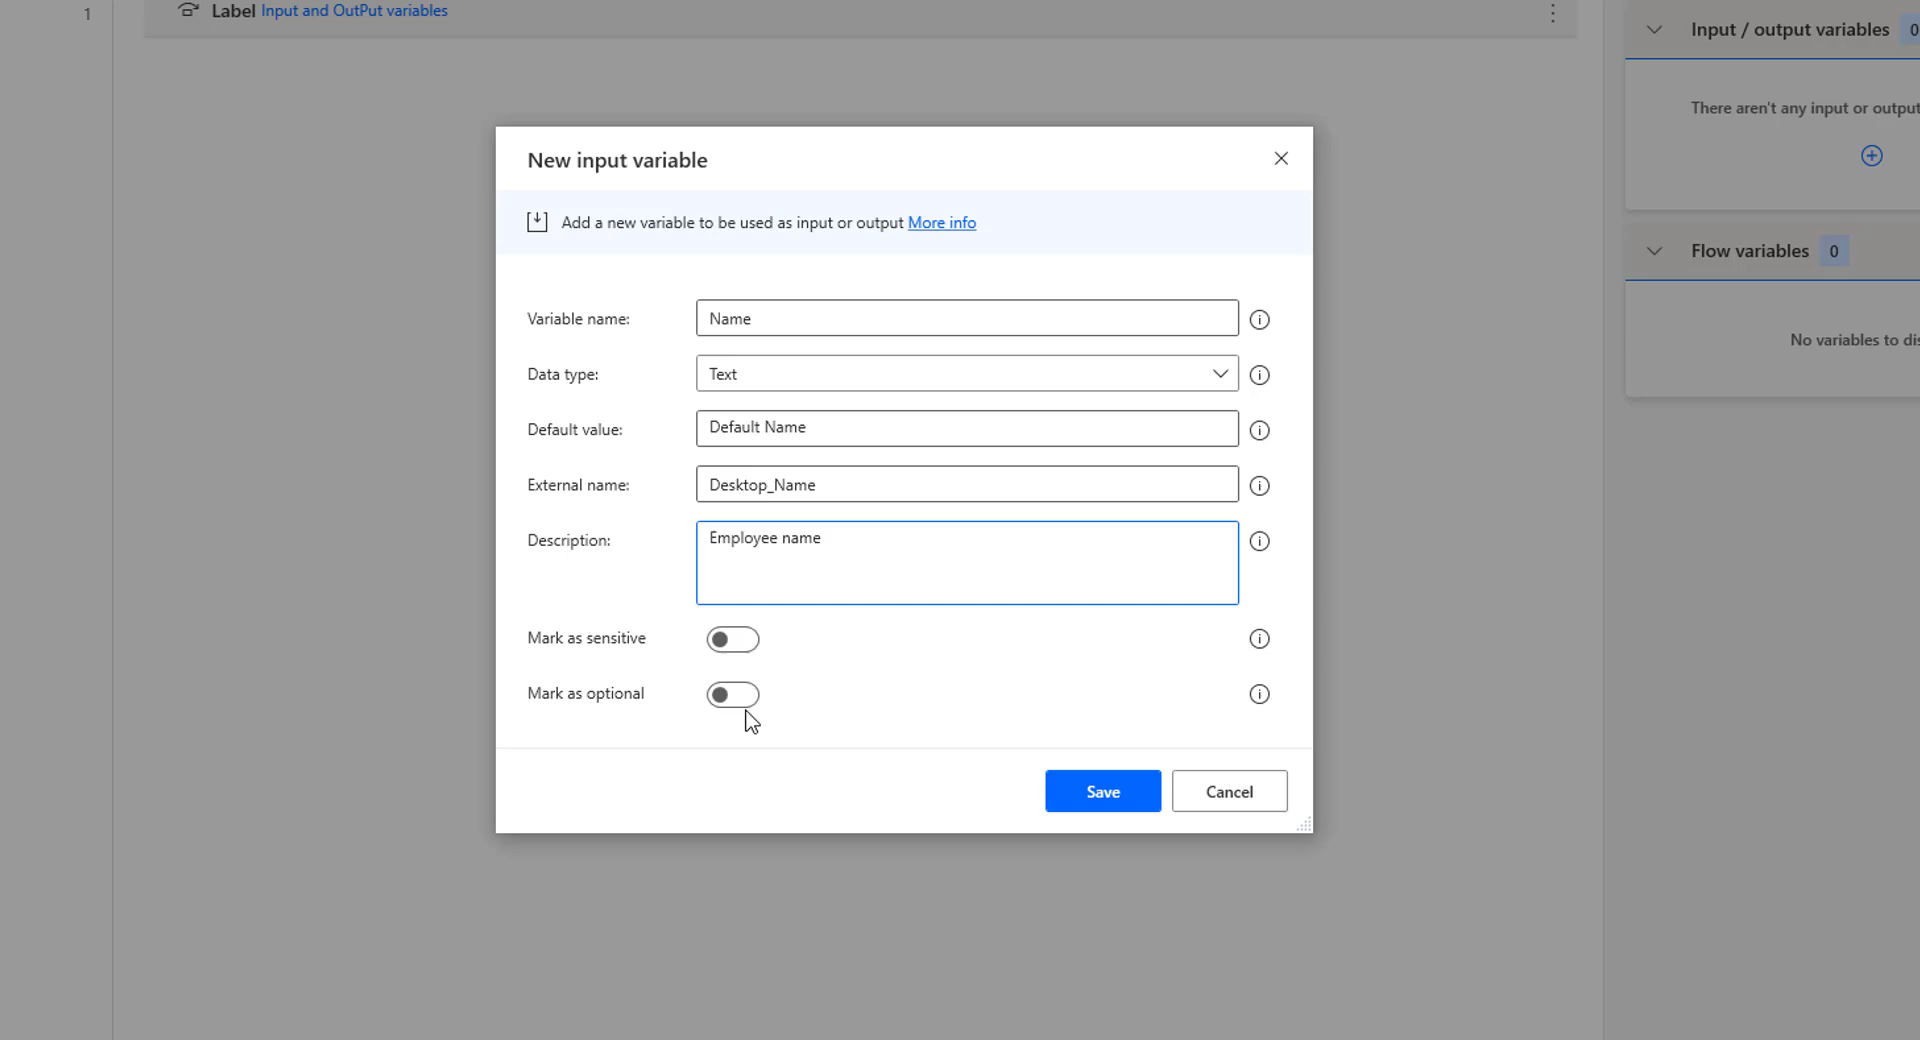 1
Label Input and OutPut variables
Input / output variables 0
There aren't any input or output
Flow variables 0
No variables to dis
New input variable
Add a new variable to be used as input or output More info
Variable name: Name
Data type: Text
Default value: Default Name
External name: Desktop_Name
Description: Employee name
Mark as sensitive
Mark as optional
Save Cancel